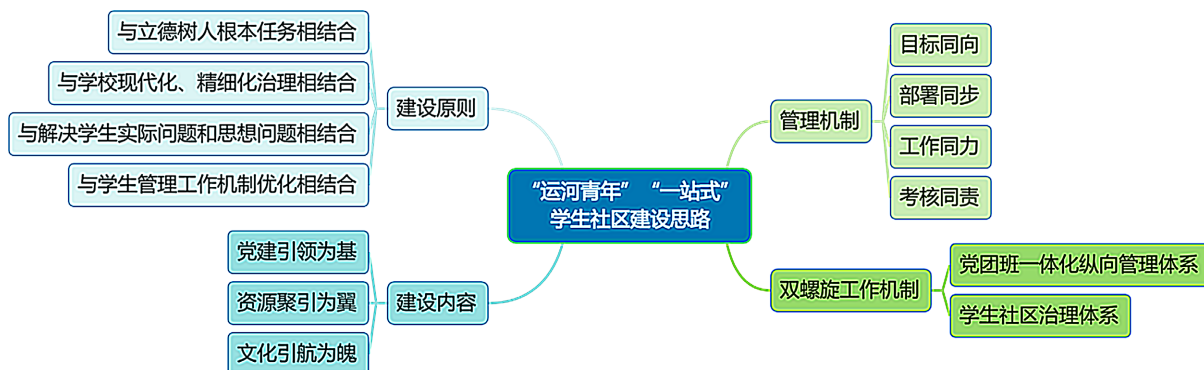 “运河青年” “一站式”
学生社区建设思路
建设原则
与立德树人根本任务相结合
与学校现代化、精细化治理相结合
与解决学生实际问题和思想问题相结合
与学生管理工作机制优化相结合
建设内容
党建引领为基
资源聚引为翼
文化引航为魄
管理机制
目标同向
部署同步
工作同力
考核同责
双螺旋工作机制
党团班一体化纵向管理体系
学生社区治理体系